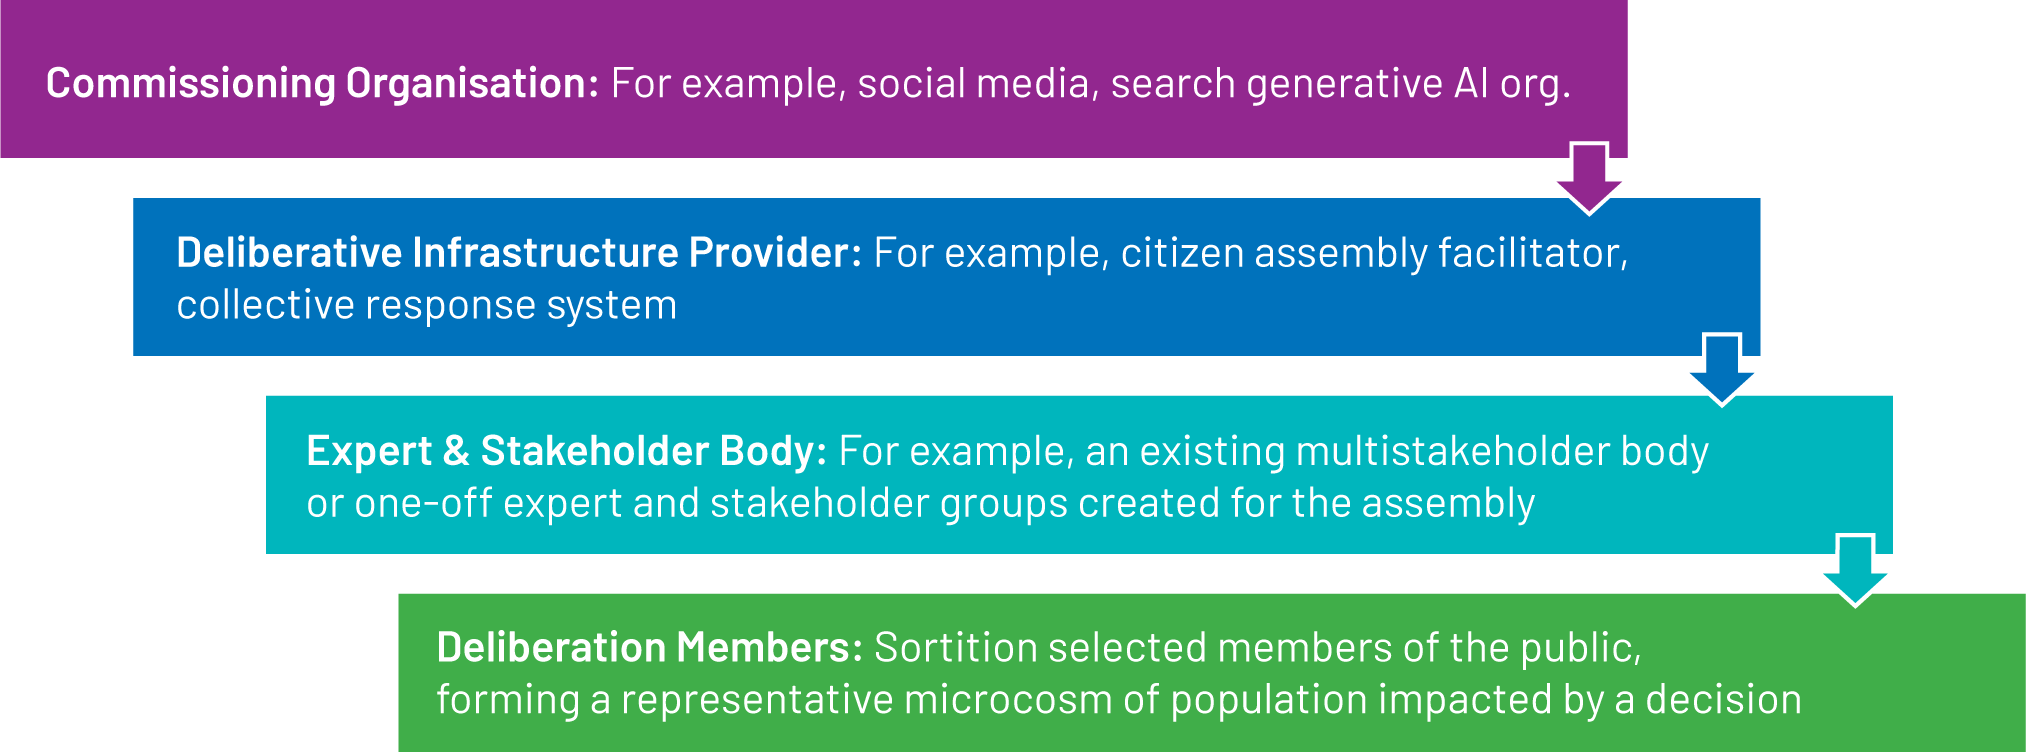 Commissioning Organisation: For example, social media, search generative AI org.
Deliberative Infrastructure Provider: For example, citizen assembly facilitator,
collective response system
Expert & Stakeholder Body: For example, an existing multistakeholder body
or one-off expert and stakeholder groups created for the assembly
Deliberation Members: Sortition selected members of the public,
forming a representative microcosm of population impacted by a decision